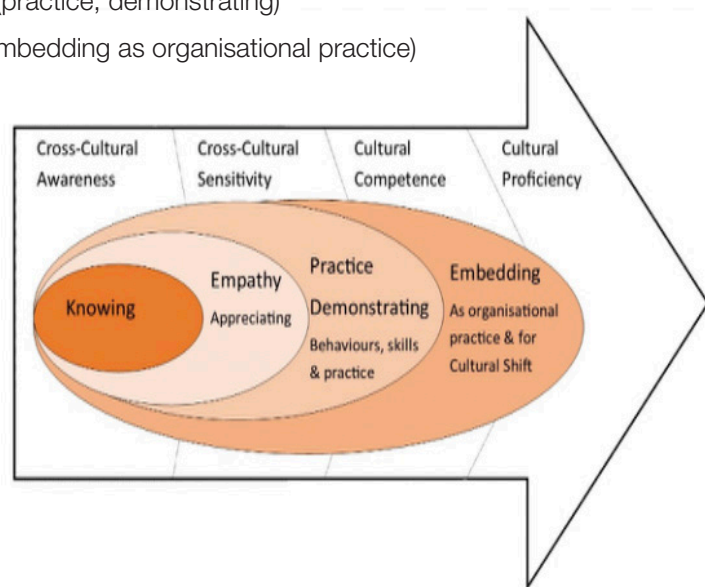 (practice, demonstrating)
mbedding as organisational practice)
Cross-Cultural
Awareness
Cross-Cultural
Sensitivity
Cultural
Competence
Cultural
Proficiency
Knowing
Empathy
Appreciating
Practice
Demonstrating
Behaviours, skills
& practice
Embedding
As organisational
practice & for
Cultural Shift